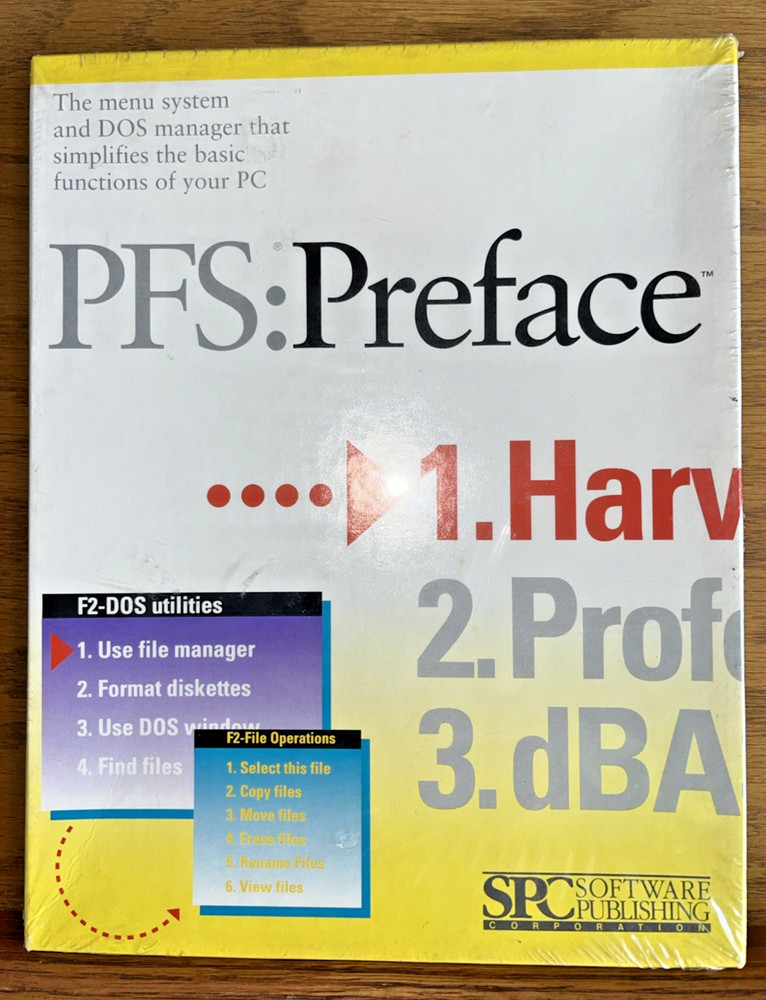 The menu system
and DOS manager that
simplifies the basic
functions of your PC
PFS®:Preface™
1.Harv
2.Profe
3.dBA
F2-DOS utilities
1. Use file manager
2. Format diskettes
3. Use DOS window
4. Find files
F2-File Operations
1. Select this file
2. Copy files
3. Move files
4. Erase files
5. Rename Files
6. View files
SPC SOFTWARE
PUBLISHING
CORPORATION